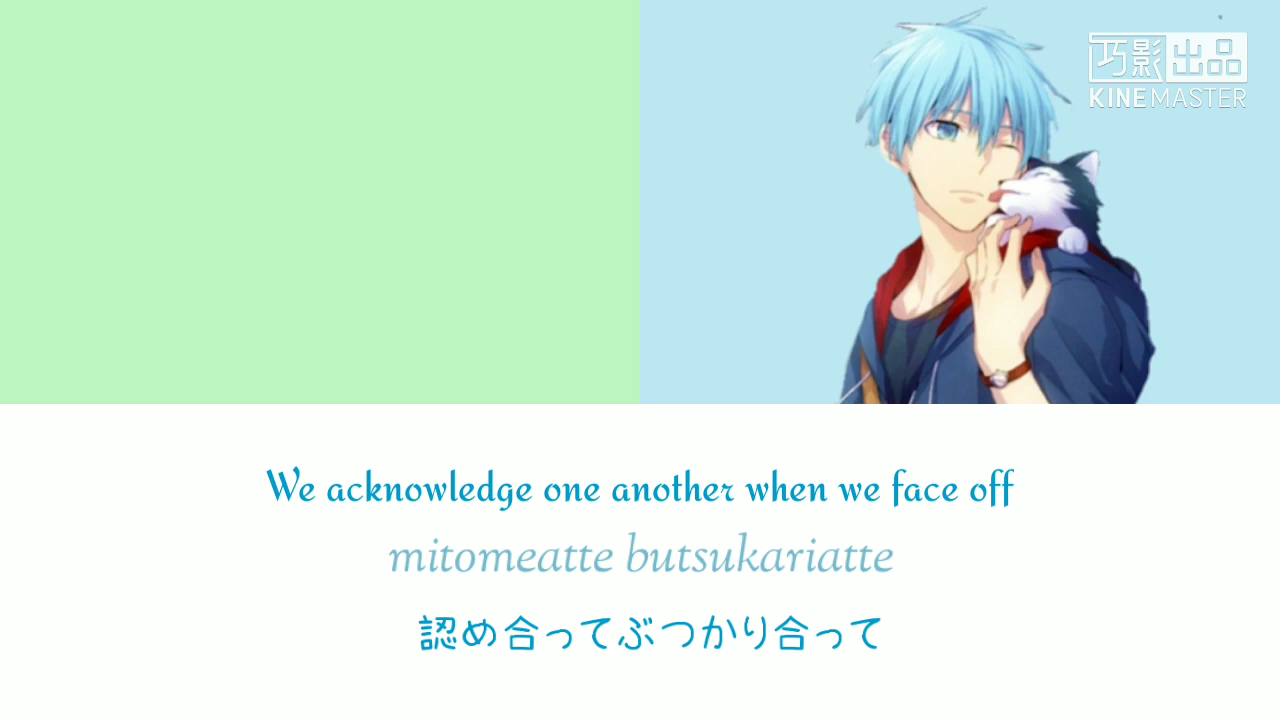 巧影出品
KINEMASTER
We acknowledge one another when we face off
mitomeatte butsukariatte
認め合ってぶつかり合って